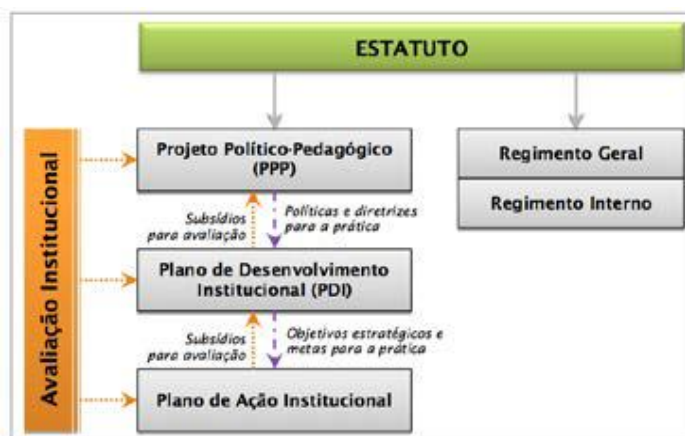 ESTATUTO
Avaliação Institucional
Projeto Político-Pedagógico
(PPP)
Regimento Geral
Regimento Interno
Subsídios
para avaliação
Políticas e diretrizes
para a prática
Plano de Desenvolvimento
Institucional (PDI)
Subsídios
para avaliação
Objetivos estratégicos e
metas para a prática
Plano de Ação Institucional